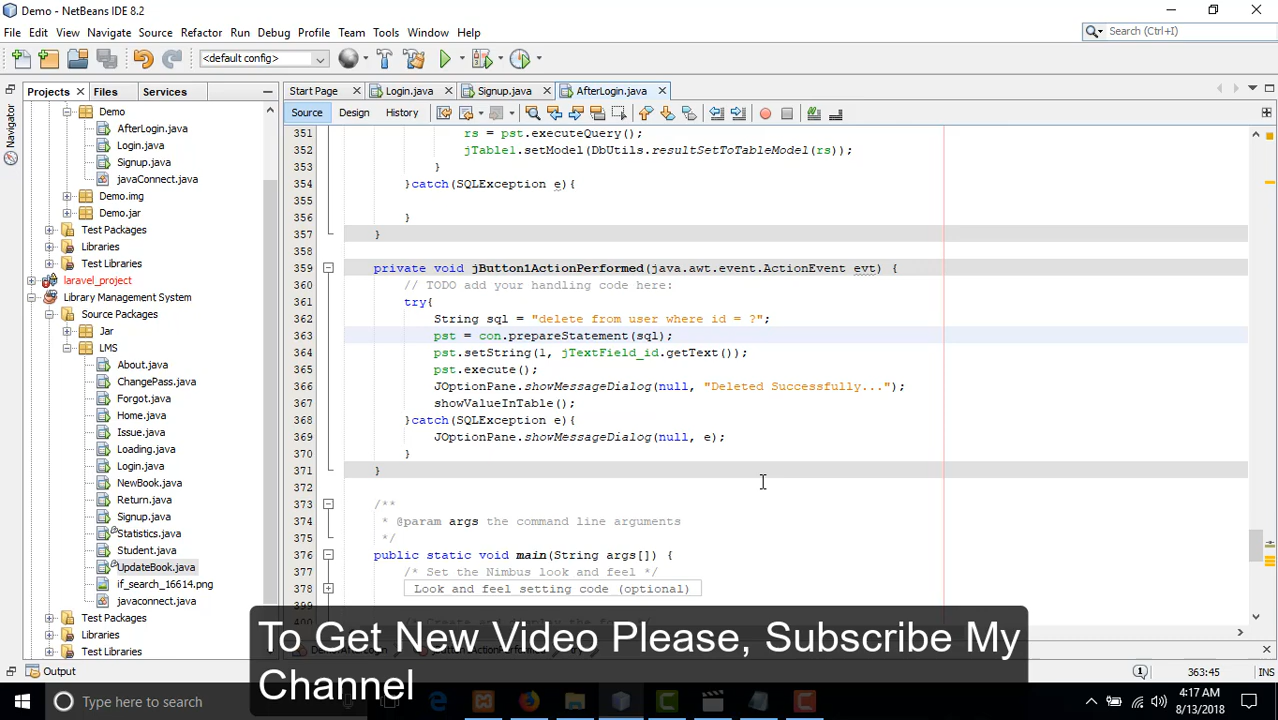 Demo - NetBeans IDE 8.2
File Edit View Navigate Source Refactor Run Debug Profile Team Tools Window Help
Search (Ctrl+I)
<default config>
Projects Files Services
Start Page Login.java Signup.java AfterLogin.java
Source Design History
Navigator
Demo
AfterLogin.java
Login.java
Signup.java
javaConnect.java
Demo.img
Demo.jar
Test Packages
Libraries
Test Libraries
laravel_project
Library Management System
Source Packages
Jar
LMS
About.java
ChangePass.java
Forgot.java
Home.java
Issue.java
Loading.java
Login.java
NewBook.java
Return.java
Signup.java
Statistics.java
Student.java
UpdateBook.java
if_search_16614.png
javaconnect.java
Test Packages
Libraries
Test Libraries
351 rs = pst.executeQuery();
352 jTable1.setModel(DbUtils.resultSetToTableModel(rs));
353 }
354 }catch(SQLException e){
355
356 }
357 }
358
359 private void jButton1ActionPerformed(java.awt.event.ActionEvent evt) {
360 // TODO add your handling code here:
361 try{
362 String sql = "delete from user where id = ?";
363 pst = con.prepareStatement(sql);
364 pst.setString(1, jTextField_id.getText());
365 pst.execute();
366 JOptionPane.showMessageDialog(null, "Deleted Successfully...");
367 showValueInTable();
368 }catch(SQLException e){
369 JOptionPane.showMessageDialog(null, e);
370 }
371 }
372
373 /**
374 * @param args the command line arguments
375 */
376 public static void main(String args[]) {
377 /* Set the Nimbus look and feel */
378 Look and feel setting code (optional)
399
To Get New Video Please, Subscribe My
Channel
Output
363:45 INS
Type here to search
4:17 AM
8/13/2018